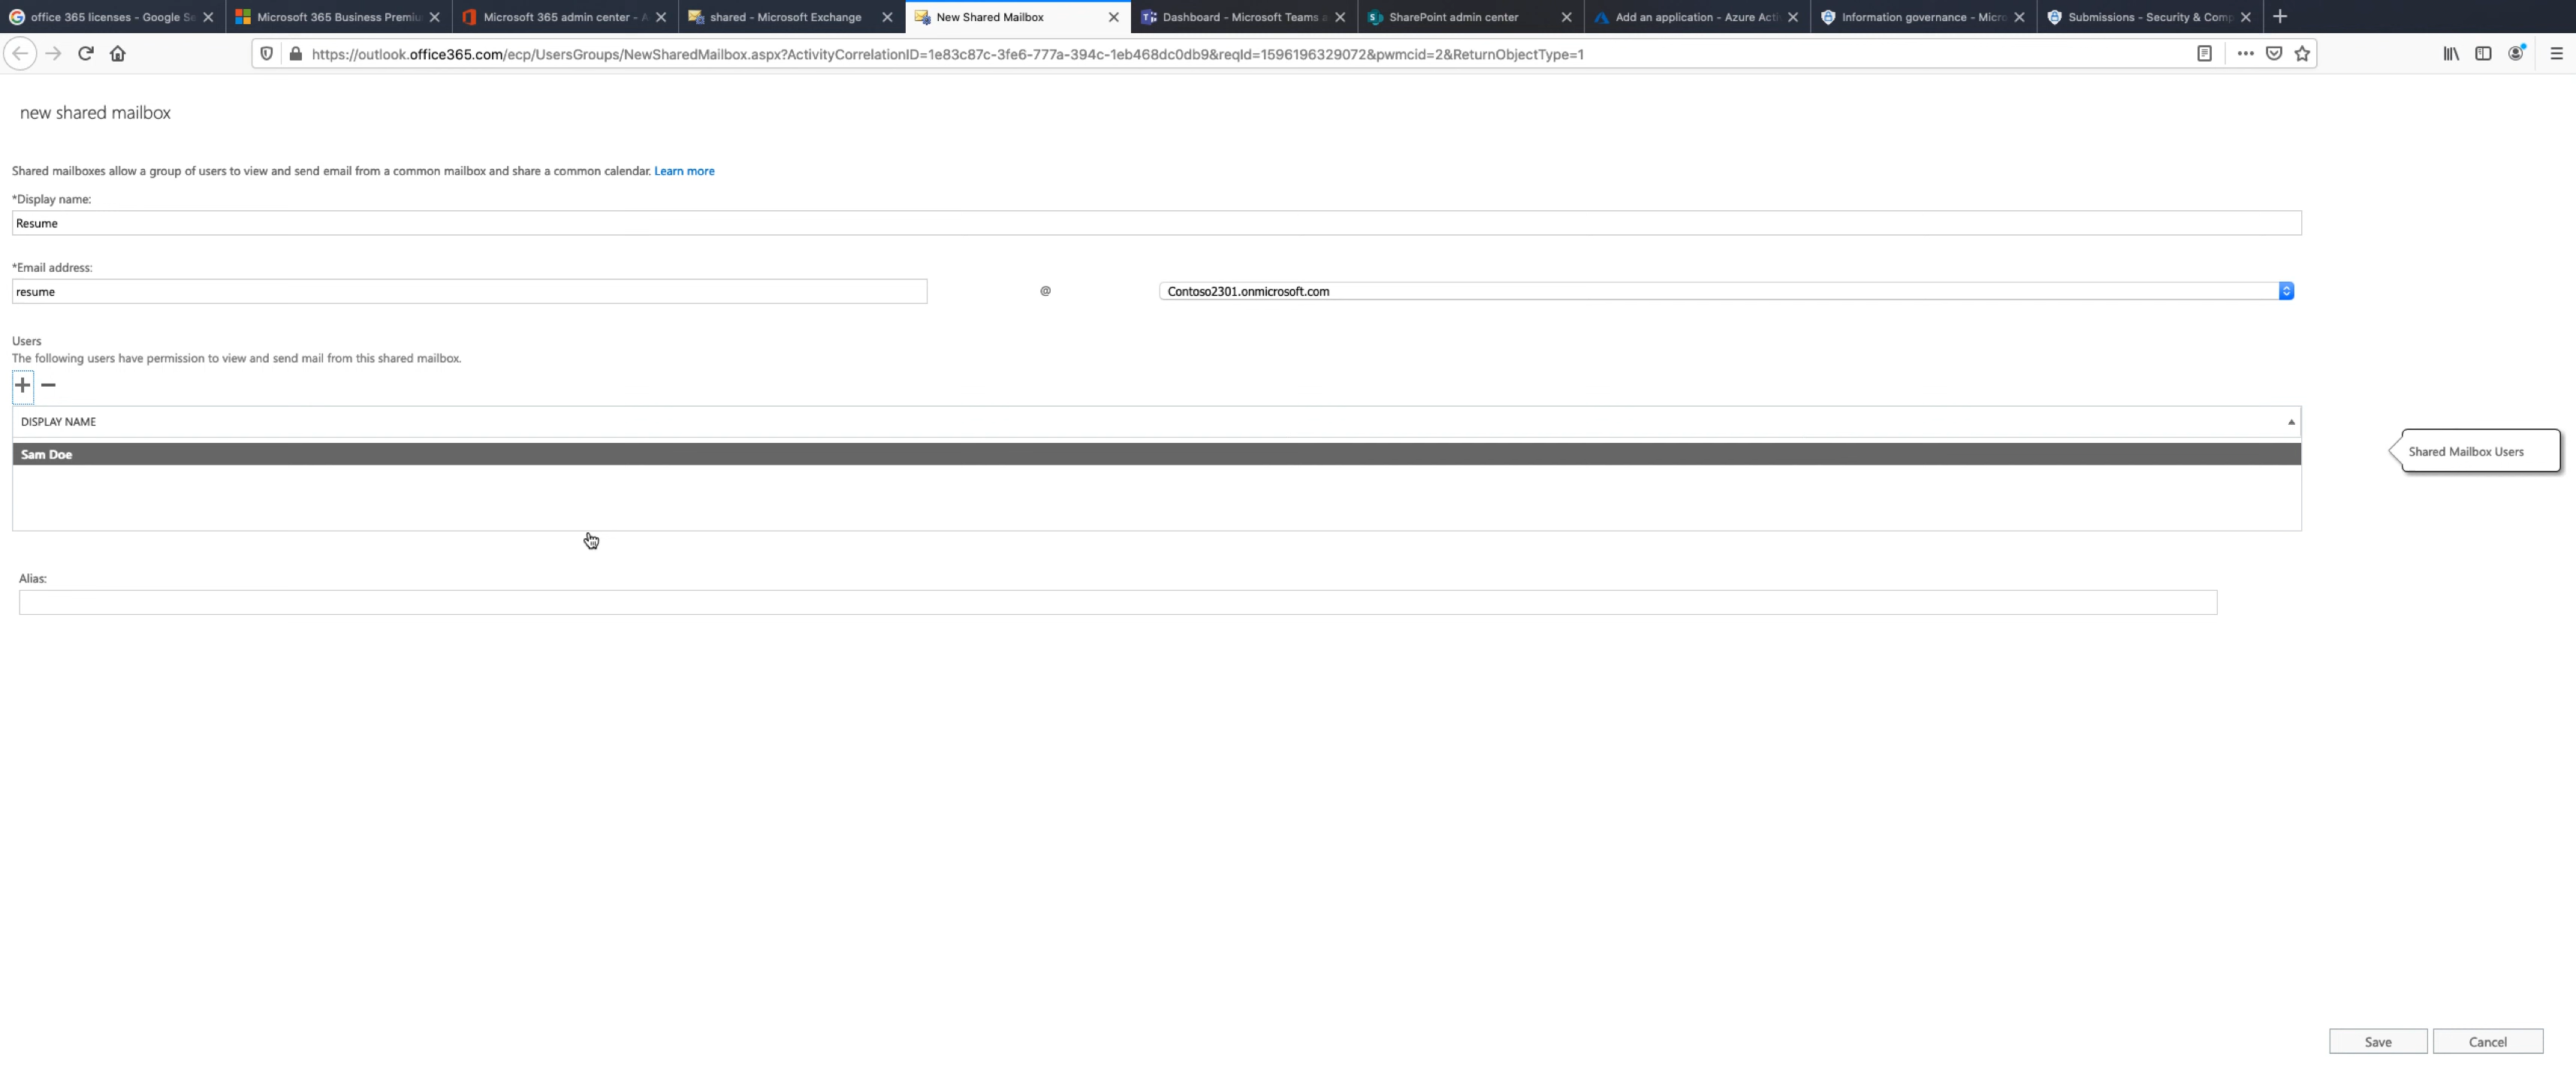 office 365 licenses - Google Se
Microsoft 365 Business Premiu
Microsoft 365 admin center - A
shared - Microsoft Exchange
New Shared Mailbox
Dashboard - Microsoft Teams a
SharePoint admin center
Add an application - Azure Acti
Information governance - Micro
Submissions - Security & Comp
https://outlook.office365.com/ecp/UsersGroups/NewSharedMailbox.aspx?ActivityCorrelationID=1e83c87c-3fe6-777a-394c-1eb468dc0db9&reqId=1596196329072&pwmcid=2&ReturnObjectType=1
new shared mailbox
Shared mailboxes allow a group of users to view and send email from a common mailbox and share a common calendar. Learn more
*Display name:
Resume
*Email address:
resume
@
Contoso2301.onmicrosoft.com
Users
The following users have permission to view and send mail from this shared mailbox.
DISPLAY NAME
Sam Doe
Shared Mailbox Users
Alias:
Save
Cancel